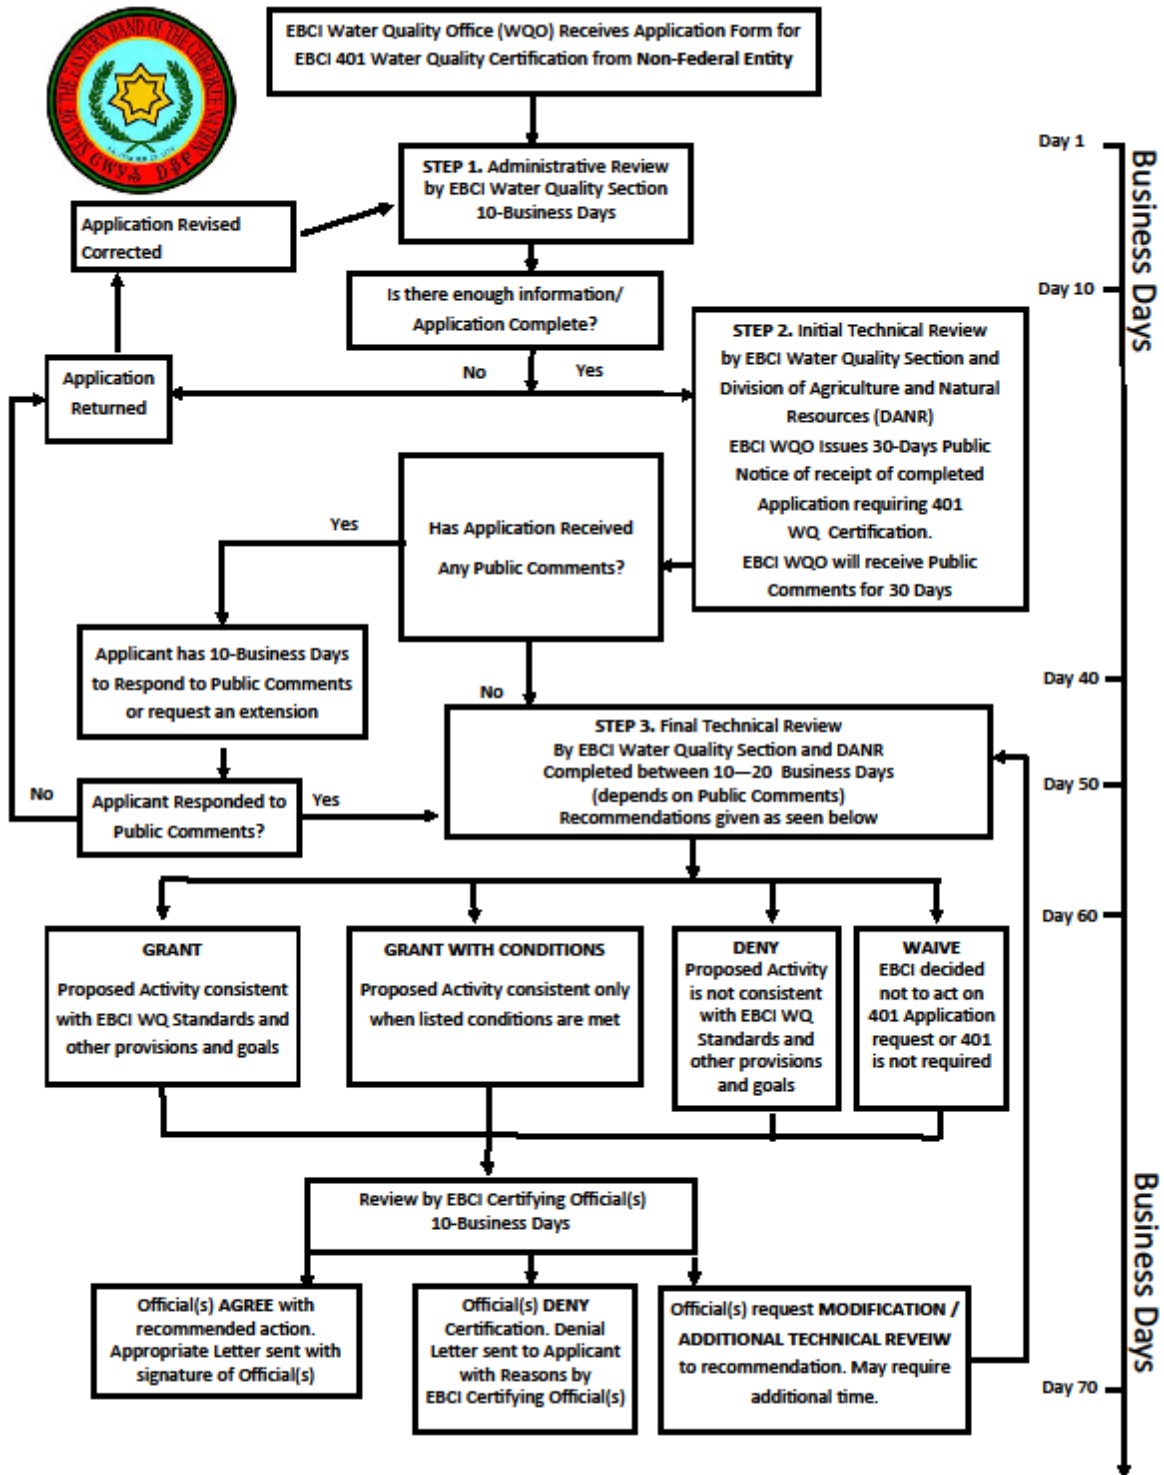 EBCI Water Quality Office (WQO) Receives Application Form for
EBCI 401 Water Quality Certification from Non-Federal Entity
SEAL OF THE EASTERN BAND OF THE CHEROKEE NATION
ᏣᎳᎩ
Day 1
Business Days
STEP 1. Administrative Review
by EBCI Water Quality Section
10-Business Days
Application Revised
Corrected
Day 10
Is there enough information/
Application Complete?
No
Yes
Application
Returned
STEP 2. Initial Technical Review
by EBCI Water Quality Section and
Division of Agriculture and Natural
Resources (DANR)
EBCI WQO Issues 30-Days Public
Notice of receipt of completed
Application requiring 401
WQ Certification.
EBCI WQO will receive Public
Comments for 30 Days
Has Application Received
Any Public Comments?
Yes
Applicant has 10-Business Days
to Respond to Public Comments
or request an extension
No
Day 40
STEP 3. Final Technical Review
By EBCI Water Quality Section and DANR
Completed between 10—20 Business Days
(depends on Public Comments)
Recommendations given as seen below
Day 50
No
Applicant Responded to
Public Comments?
Yes
Day 60
GRANT
Proposed Activity consistent
with EBCI WQ Standards and
other provisions and goals
GRANT WITH CONDITIONS
Proposed Activity consistent only
when listed conditions are met
DENY
Proposed Activity
is not consistent
with EBCI WQ
Standards and
other provisions
and goals
WAIVE
EBCI decided
not to act on
401 Application
request or 401
is not required
Review by EBCI Certifying Official(s)
10-Business Days
Business Days
Official(s) AGREE with
recommended action.
Appropriate Letter sent with
signature of Official(s)
Official(s) DENY
Certification. Denial
Letter sent to Applicant
with Reasons by
EBCI Certifying Official(s)
Official(s) request MODIFICATION /
ADDITIONAL TECHNICAL REVEIW
to recommendation. May require
additional time.
Day 70